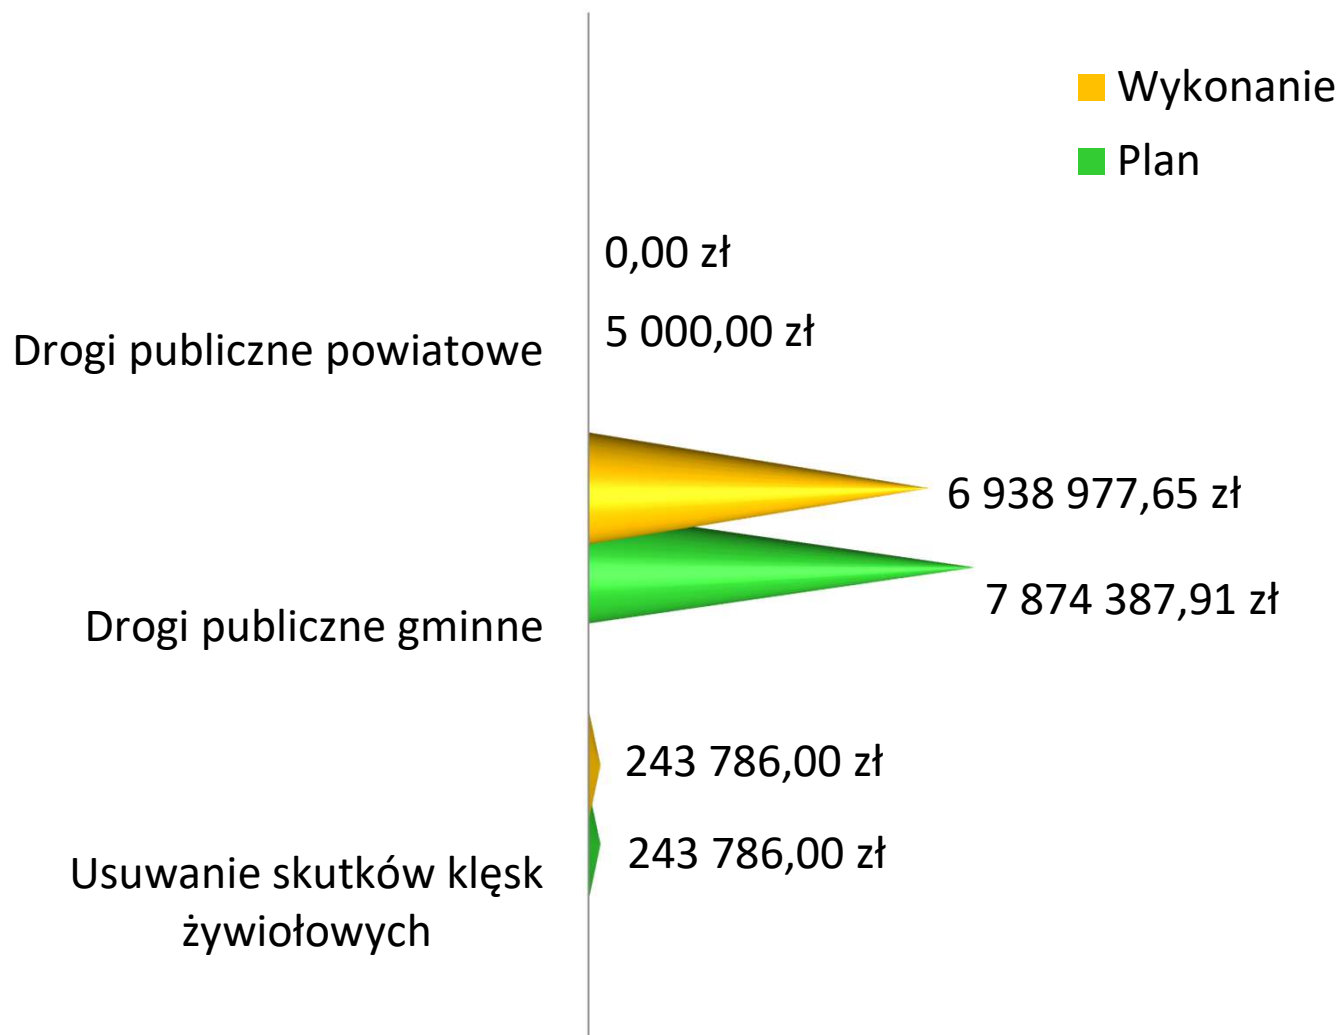 Wykonanie
Plan
0,00 zł
5 000,00 zł
Drogi publiczne powiatowe
6 938 977,65 zł
7 874 387,91 zł
Drogi publiczne gminne
243 786,00 zł
243 786,00 zł
Usuwanie skutków klęsk
żywiołowych